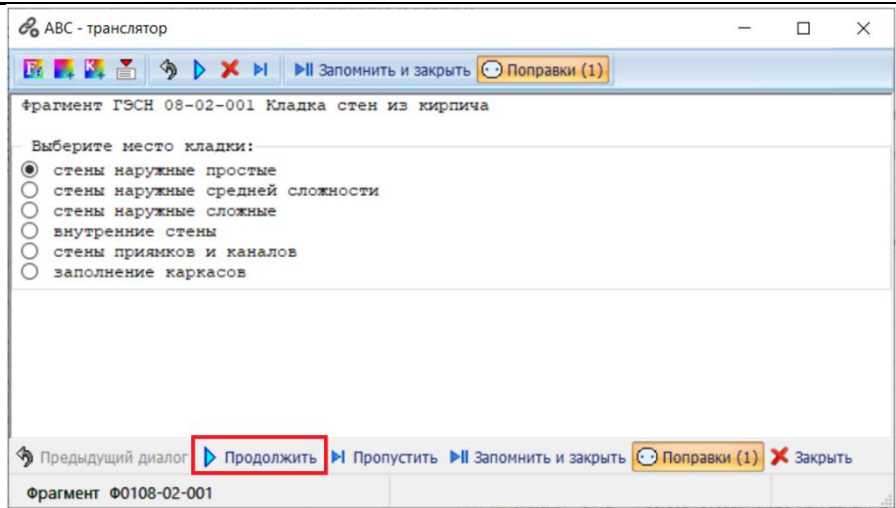 АВС - транслятор
Запомнить и закрыть Поправки (1)
Фрагмент ГЭСН 08-02-001 Кладка стен из кирпича
Выберите место кладки:
стены наружные простые
стены наружные средней сложности
стены наружные сложные
внутренние стены
стены приямков и каналов
заполнение каркасов
Предыдущий диалог Продолжить Пропустить Запомнить и закрыть Поправки (1) Закрыть
Фрагмент Ф0108-02-001